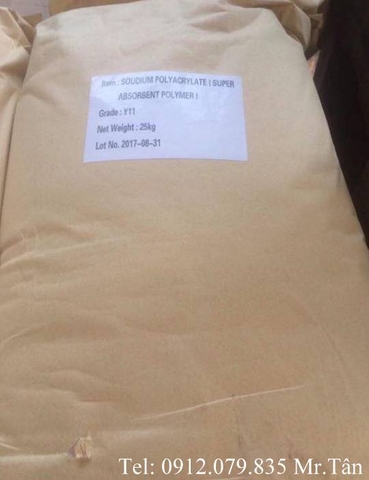 Item : SOUDIUM POLYACRYLATE ( SUPER
ABSORBENT POLYMER )
Grade : Y11
Net Weight : 25kg
Lot No. 2017-08-31
Tel: 0912.079.835 Mr.Tân